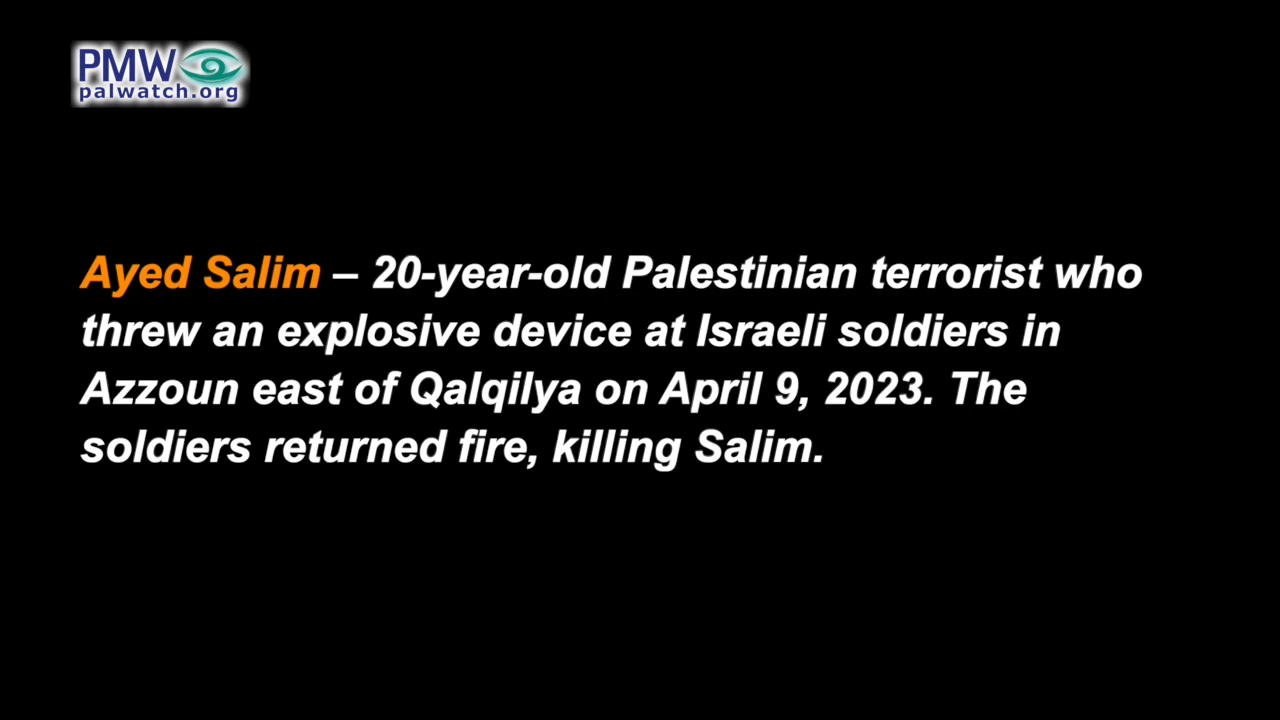 PMW
palwatch.org
Ayed Salim – 20-year-old Palestinian terrorist who
threw an explosive device at Israeli soldiers in
Azzoun east of Qalqilya on April 9, 2023. The
soldiers returned fire, killing Salim.